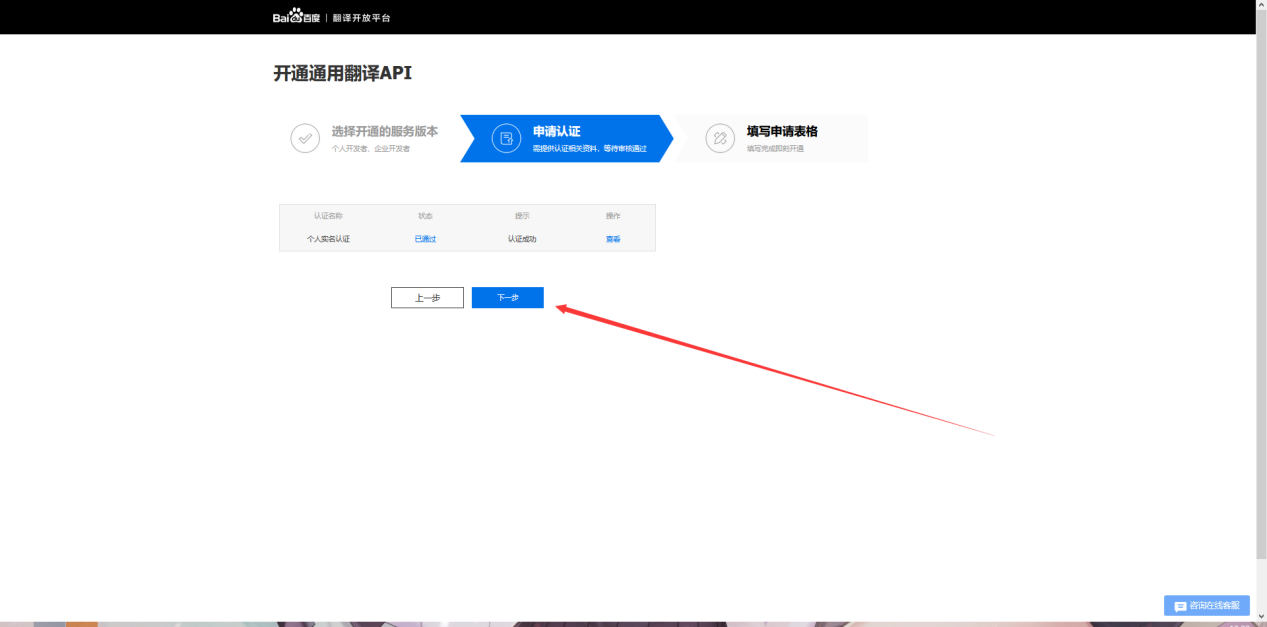 Bai百度 | 翻译开放平台
开通通用翻译API
选择开通的服务版本
个人开发者、企业开发者
申请认证
需提供认证相关资料，等待审核通过
填写申请表格
填写完成即刻开通
认证名称 状态 提示 操作
个人实名认证 已通过 认证成功 查看
上一步 下一步
咨询在线客服